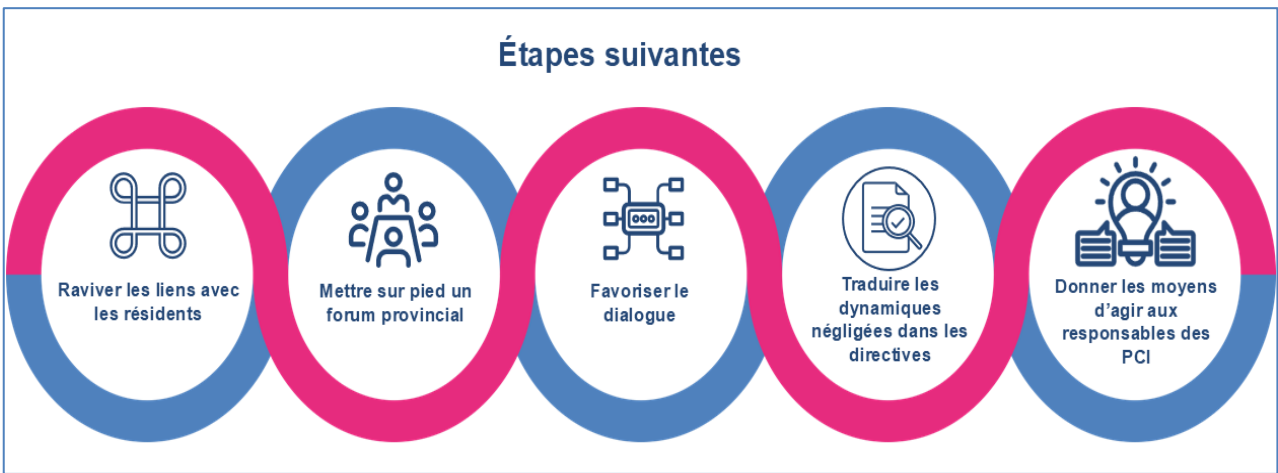 Étapes suivantes
Raviver les liens avec
les résidents
Mettre sur pied un
forum provincial
Favoriser le
dialogue
Traduire les
dynamiques
négligées dans les
directives
Donner les moyens
d’agir aux
responsables des
PCI